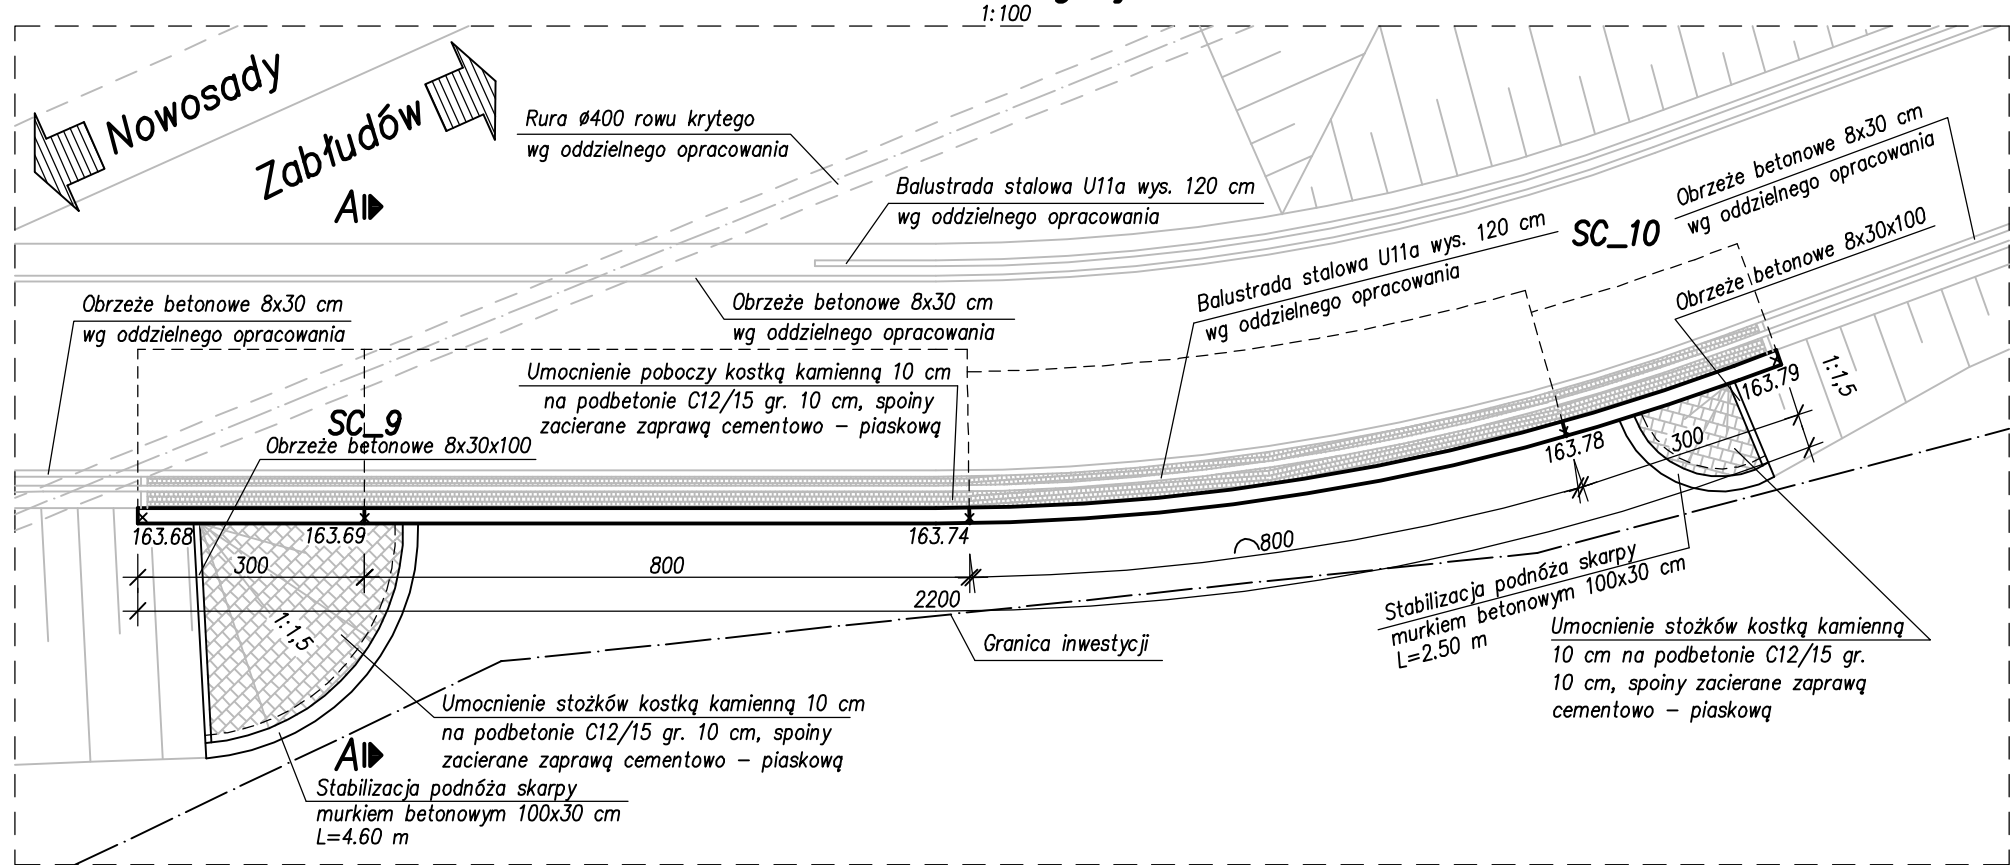 1:100
Nowosady
Zabłudów
A
Rura ø400 rowu krytego
wg oddzielnego opracowania
Balustrada stalowa U11a wys. 120 cm
wg oddzielnego opracowania
Balustrada stalowa U11a wys. 120 cm
wg oddzielnego opracowania
SC_10
Obrzeże betonowe 8x30 cm
wg oddzielnego opracowania
Obrzeże betonowe 8x30x100
Obrzeże betonowe 8x30 cm
wg oddzielnego opracowania
Obrzeże betonowe 8x30 cm
wg oddzielnego opracowania
Umocnienie poboczy kostką kamienną 10 cm
na podbetonie C12/15 gr. 10 cm, spoiny
zacierane zaprawą cementowo – piaskową
SC_9
Obrzeże betonowe 8x30x100
163.68
163.69
163.74
163.78
163.79
1:1,5
300
800
800
300
2200
1:1,5
Granica inwestycji
Stabilizacja podnóża skarpy
murkiem betonowym 100x30 cm
L=2.50 m
Umocnienie stożków kostką kamienną
10 cm na podbetonie C12/15 gr.
10 cm, spoiny zacierane zaprawą
cementowo – piaskową
Umocnienie stożków kostką kamienną 10 cm
na podbetonie C12/15 gr. 10 cm, spoiny
zacierane zaprawą cementowo – piaskową
A
Stabilizacja podnóża skarpy
murkiem betonowym 100x30 cm
L=4.60 m